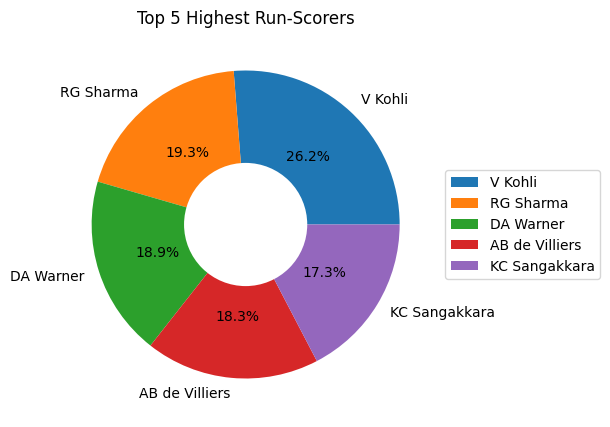 Top 5 Highest Run-Scorers
V Kohli
RG Sharma
26.2%
19.3%
DA Warner
18.9%
AB de Villiers
18.3%
KC Sangakkara
17.3%
V Kohli
RG Sharma
DA Warner
AB de Villiers
KC Sangakkara